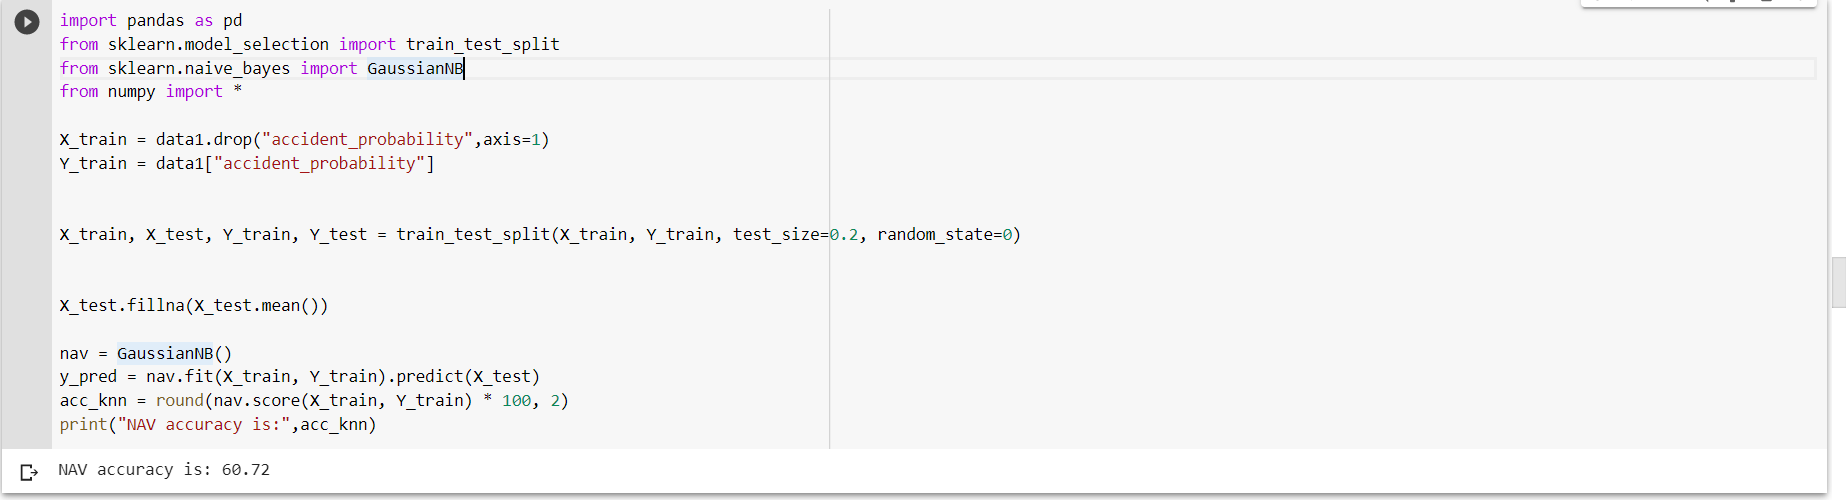 import pandas as pd
from sklearn.model_selection import train_test_split
from sklearn.naive_bayes import GaussianNB
from numpy import *
X_train = data1.drop("accident_probability",axis=1)
Y_train = data1["accident_probability"]
X_train, X_test, Y_train, Y_test = train_test_split(X_train, Y_train, test_size=0.2, random_state=0)
X_test.fillna(X_test.mean())
nav = GaussianNB()
y_pred = nav.fit(X_train, Y_train).predict(X_test)
acc_knn = round(nav.score(X_train, Y_train) * 100, 2)
print("NAV accuracy is:",acc_knn)
NAV accuracy is: 60.72